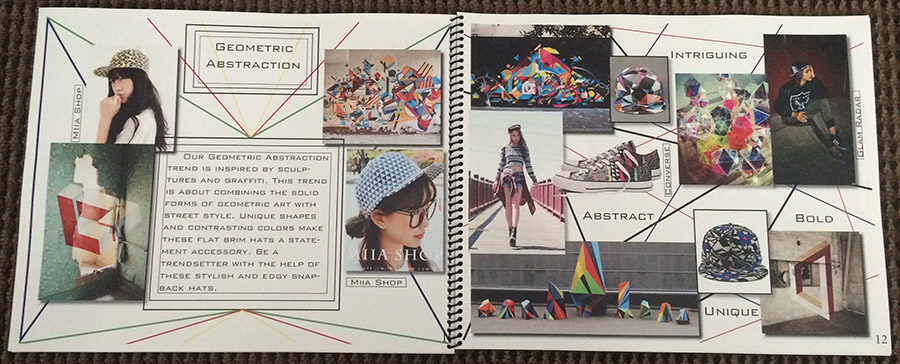 GEOMETRIC
ABSTRACTION
MIIA SHOP
OUR GEOMETRIC ABSTRACTION
TREND IS INSPIRED BY SCULP-
TURES AND GRAFFITI. THIS TREND
IS ABOUT COMBINING THE SOLID
FORMS OF GEOMETRIC ART WITH
STREET STYLE. UNIQUE SHAPES
AND CONTRASTING COLORS MAKE
THESE FLAT BRIM HATS A STATE-
MENT ACCESSORY. BE A
TRENDSETTER WITH THE HELP OF
THESE STYLISH AND EDGY SNAP-
BACK HATS.
MIIA SHOP
MIIA SHOP
INTRIGUING
GLAM RADAR
CONVERSE
ABSTRACT
BOLD
UNIQUE
12